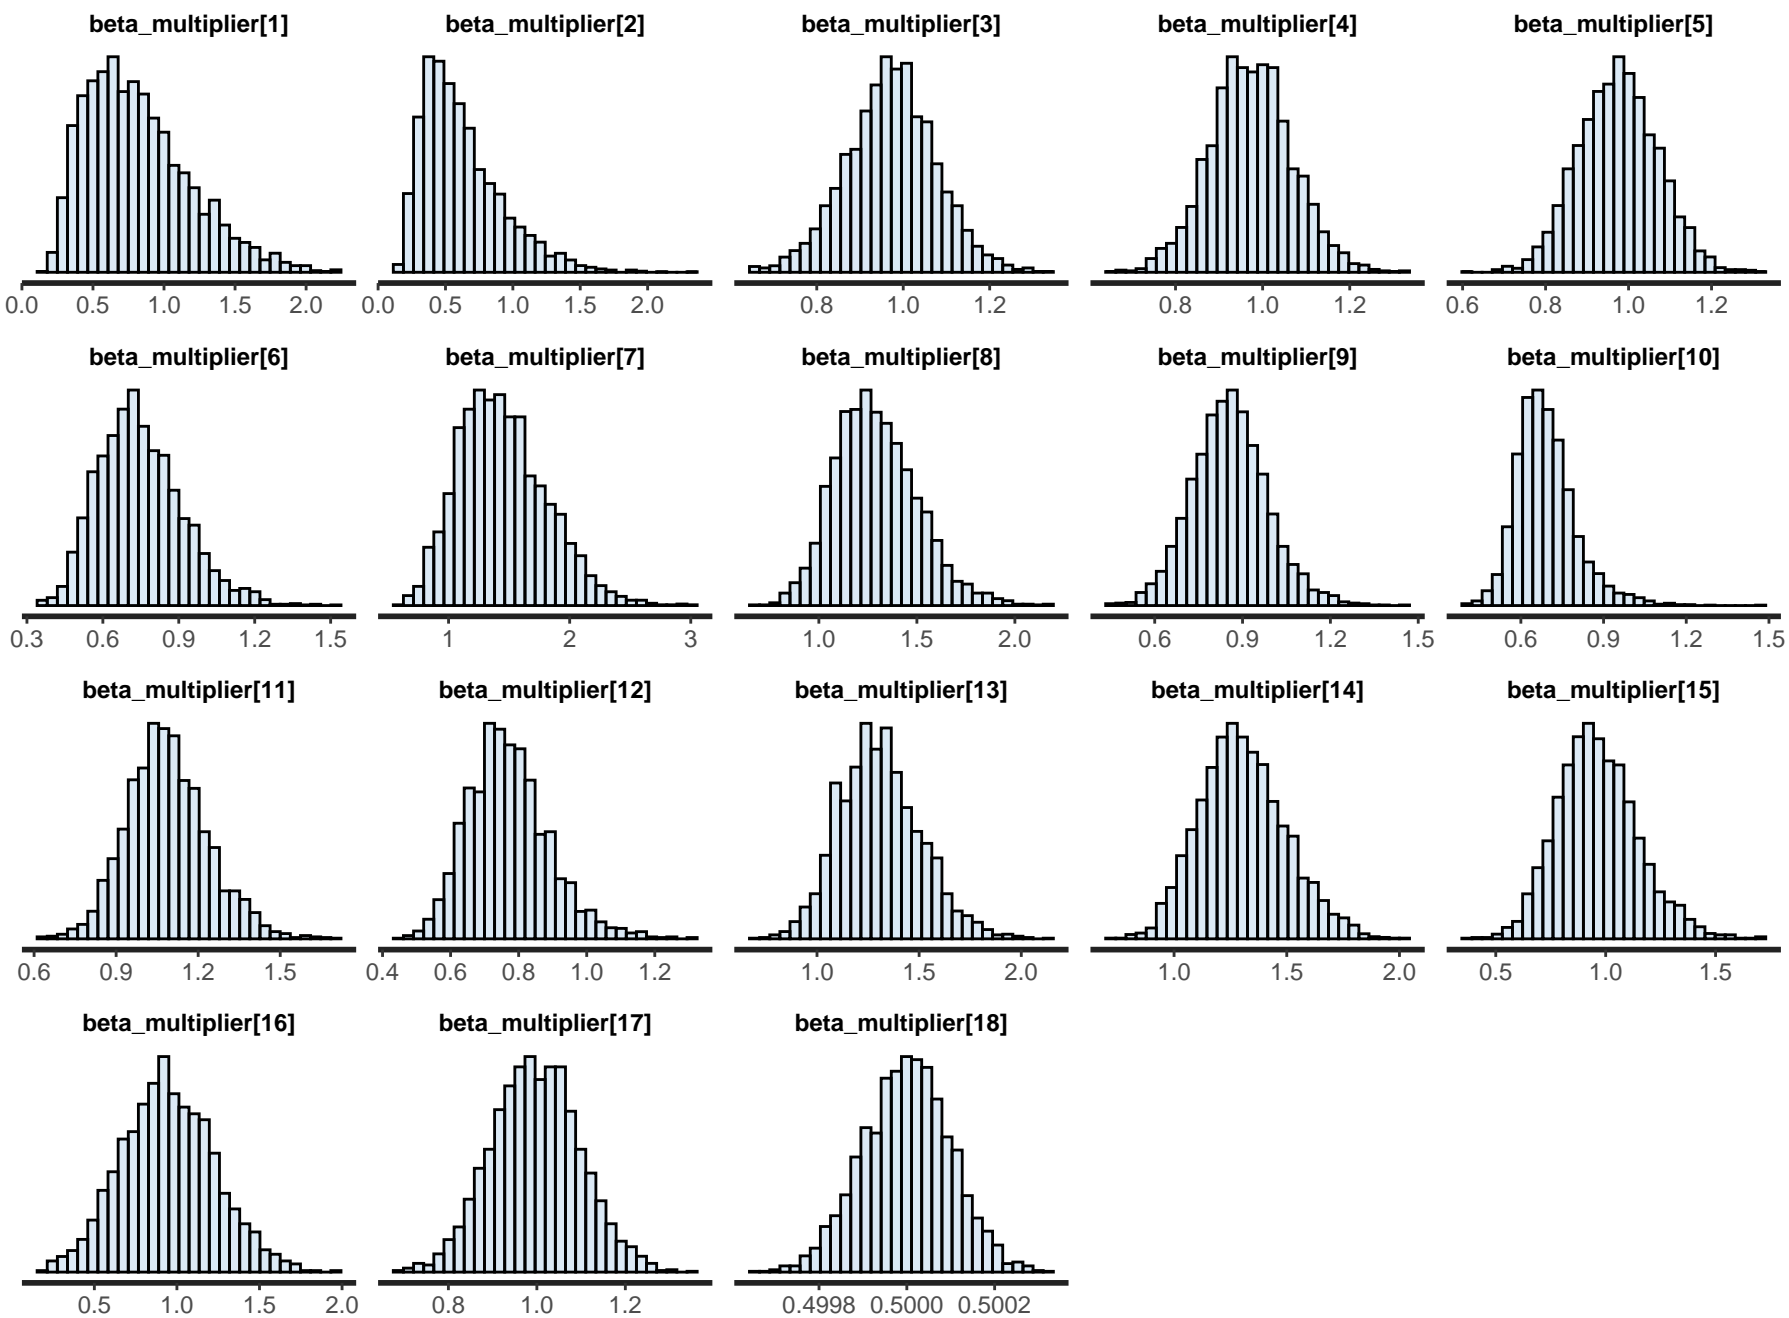 beta_multiplier[1] beta_multiplier[2] beta_multiplier[3] beta_multiplier[4] beta_multiplier[5]
0.0 0.5 1.0 1.5 2.0 0.0 0.5 1.0 1.5 2.0 0.8 1.0 1.2 0.8 1.0 1.2 0.6 0.8 1.0 1.2
beta_multiplier[6] beta_multiplier[7] beta_multiplier[8] beta_multiplier[9] beta_multiplier[10]
0.3 0.6 0.9 1.2 1.5 1 2 3 1.0 1.5 2.0 0.6 0.9 1.2 1.5 0.6 0.9 1.2 1.5
beta_multiplier[11] beta_multiplier[12] beta_multiplier[13] beta_multiplier[14] beta_multiplier[15]
0.6 0.9 1.2 1.5 0.4 0.6 0.8 1.0 1.2 1.0 1.5 2.0 1.0 1.5 2.0 0.5 1.0 1.5
beta_multiplier[16] beta_multiplier[17] beta_multiplier[18]
0.5 1.0 1.5 2.0 0.8 1.0 1.2 0.4998 0.5000 0.5002